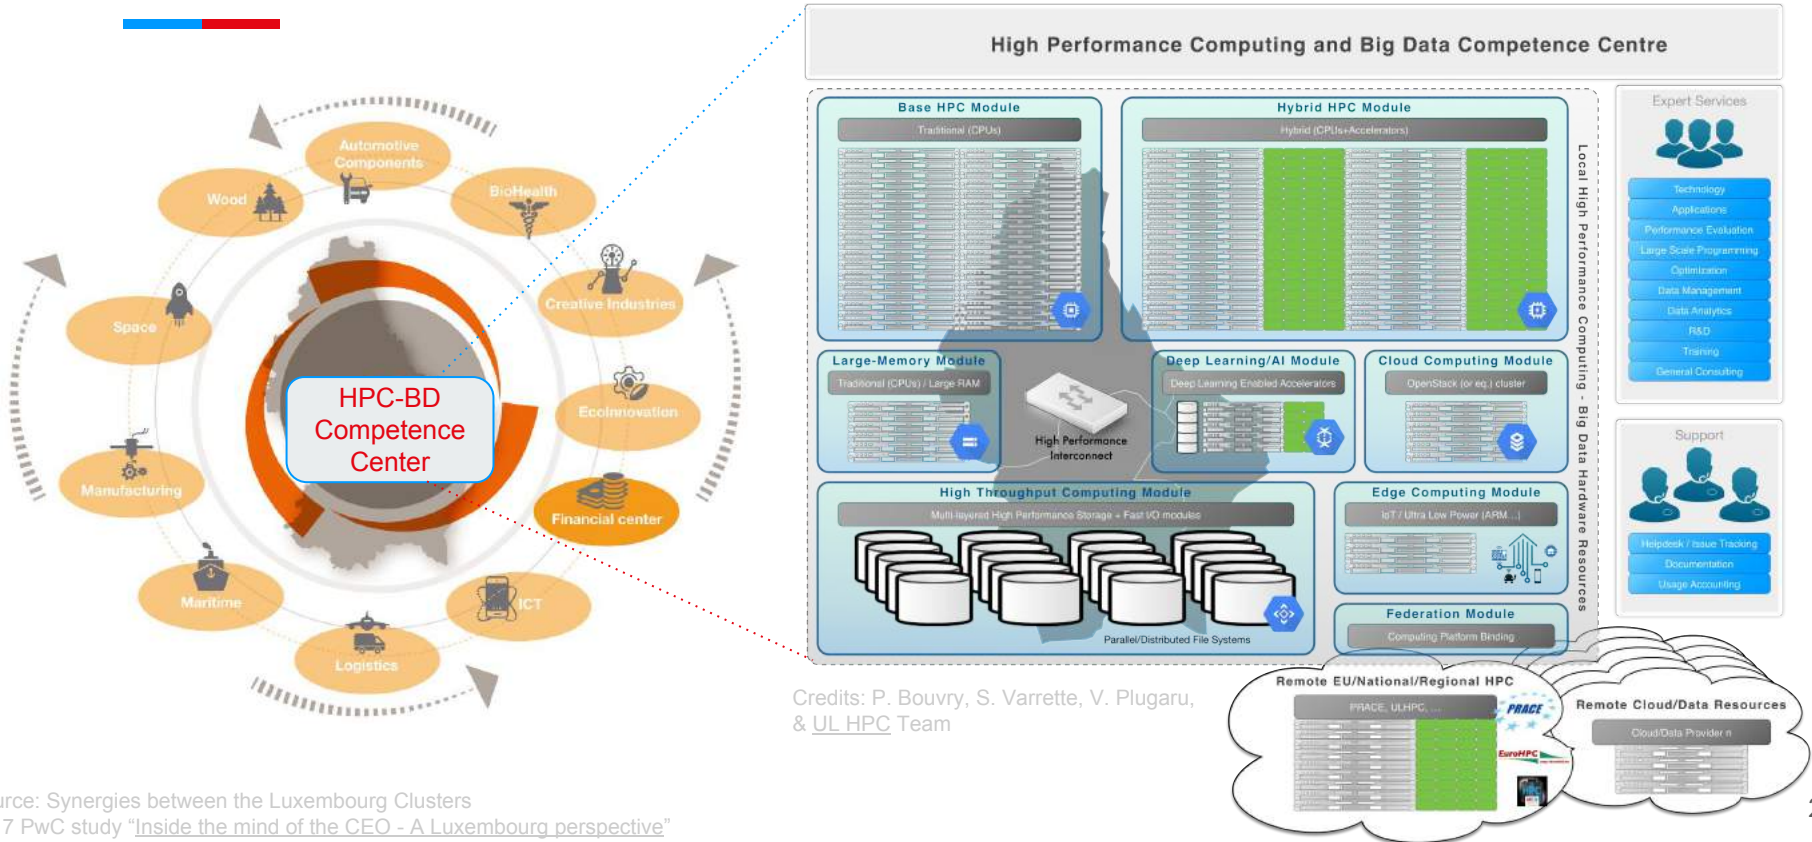 Automotive
Components
Wood
BioHealth
Creative Industries
Space
EcoInnovation
HPC-BD
Competence
Center
Manufacturing
Financial center
Maritime
ICT
Logistics
High Performance Computing and Big Data Competence Centre
Base HPC Module
Traditional (CPUs)
Hybrid HPC Module
Hybrid (CPUs+Accelerators)
Large-Memory Module
Traditional (CPUs) / Large RAM
High Performance
Interconnect
Deep Learning/AI Module
Deep Learning Enabled Accelerators
Cloud Computing Module
OpenStack (or eq.) cluster
High Throughput Computing Module
Multi-layered High Performance Storage + Fast I/O modules
Parallel/Distributed File Systems
Edge Computing Module
IoT / Ultra Low Power (ARM...)
Federation Module
Computing Platform Binding
Local High Performance Computing - Big Data Hardware Resources
Expert Services
Technology
Applications
Performance Evaluation
Large Scale Programming
Optimization
Data Management
Data Analytics
R&D
Training
General Consulting
Support
Helpdesk / Issue Tracking
Documentation
Usage Accounting
Remote EU/National/Regional HPC
PRACE, ULHPC, ...
PRACE
EuroHPC
Remote Cloud/Data Resources
Cloud/Data Provider n
Credits: P. Bouvry, S. Varrette, V. Plugaru,
& UL HPC Team
urce: Synergies between the Luxembourg Clusters
7 PwC study “Inside the mind of the CEO - A Luxembourg perspective”